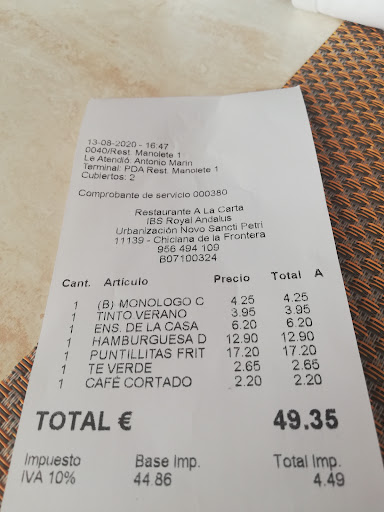 13-08-2020 - 16:47
0040/Rest. Manolete 1
Le Atendió: Antonio Marin
Terminal: PDA Rest. Manolete 1
Cubiertos: 2
Comprobante de servicio 000380
Restaurante A La Carta
IBS Royal Andalus
Urbanización Novo Sancti Petri
11139 - Chiclana de la Frontera
956 494 109
B07100324
Cant. Artículo Precio Total A
1 (B) MONOLOGO C 4.25 4.25
1 TINTO VERANO 3.95 3.95
1 ENS. DE LA CASA 6.20 6.20
1 HAMBURGUESA D 12.90 12.90
1 PUNTILLITAS FRIT 17.20 17.20
1 TE VERDE 2.65 2.65
1 CAFÉ CORTADO 2.20 2.20
TOTAL € 49.35
Impuesto Base Imp. Total Imp.
IVA 10% 44.86 4.49